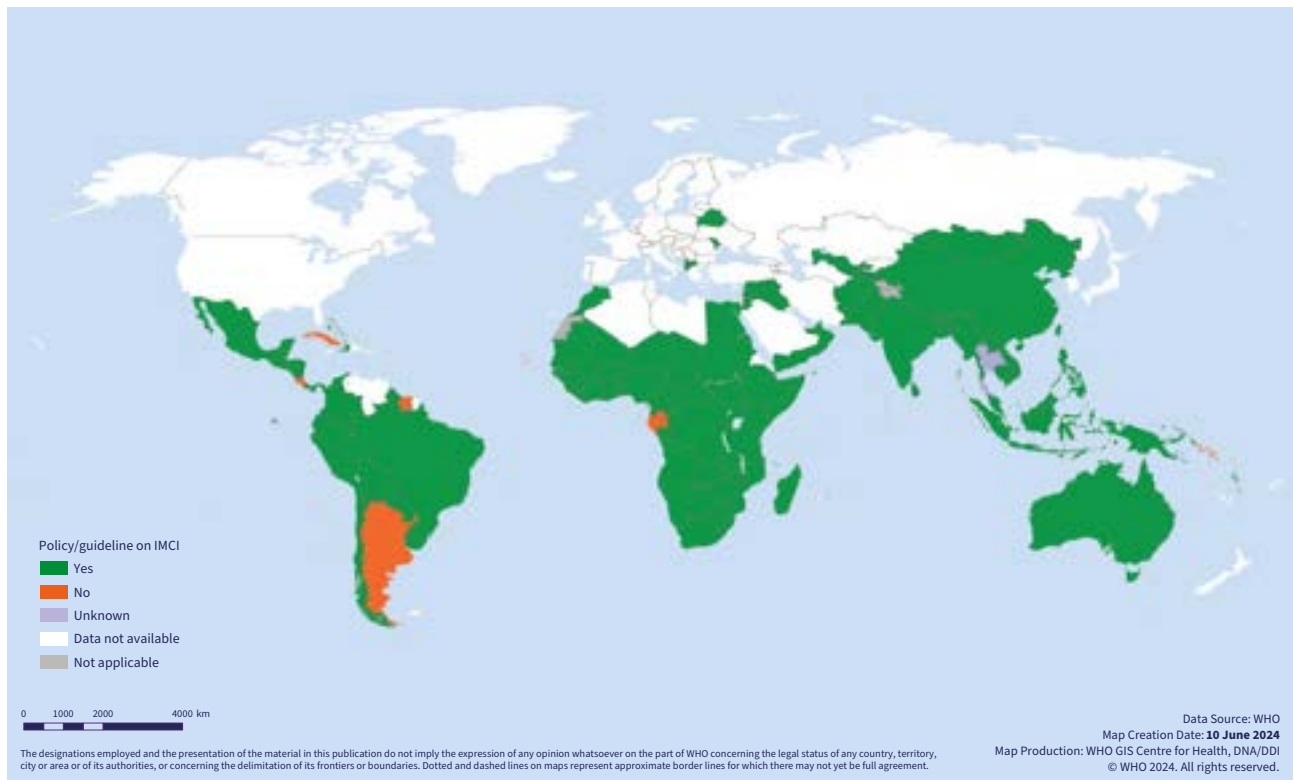 Policy/guideline on IMCI
Yes
No
Unknown
Data not available
Not applicable
0 1000 2000 4000 km
The designations employed and the presentation of the material in this publication do not imply the expression of any opinion whatsoever on the part of WHO concerning the legal status of any country, territory,
city or area or of its authorities, or concerning the delimitation of its frontiers or boundaries. Dotted and dashed lines on maps represent approximate border lines for which there may not yet be full agreement.
Data Source: WHO
Map Creation Date: 10 June 2024
Map Production: WHO GIS Centre for Health, DNA/DDI
© WHO 2024. All rights reserved.